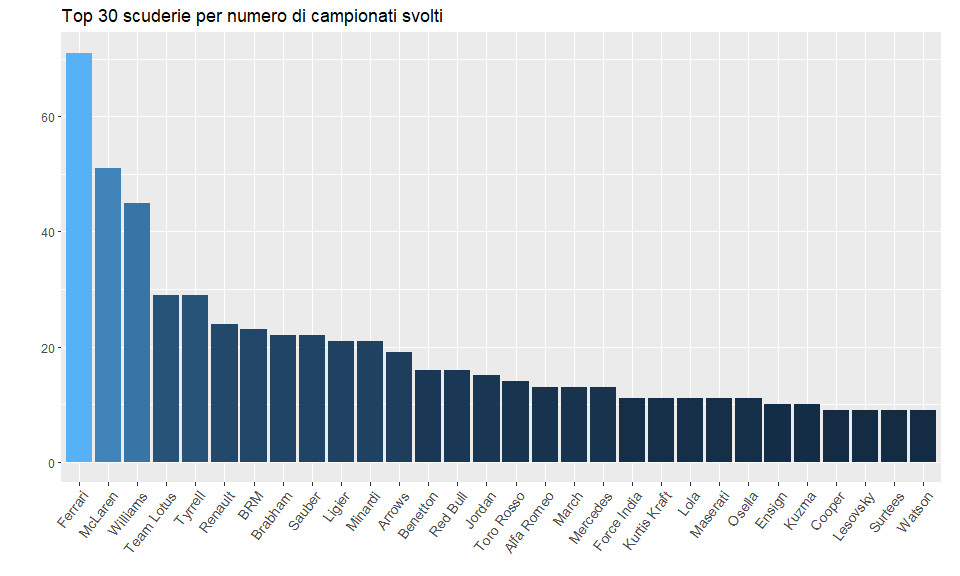 Top 30 scuderie per numero di campionati svolti
60
40
20
0
Ferrari
McLaren
Williams
Team Lotus
Tyrrell
Renault
BRM
Brabham
Sauber
Ligier
Minardi
Arrows
Benetton
Red Bull
Jordan
Toro Rosso
Alfa Romeo
March
Mercedes
Force India
Kurtis Kraft
Lola
Maserati
Osella
Ensign
Kuzma
Cooper
Lesovsky
Surtees
Watson